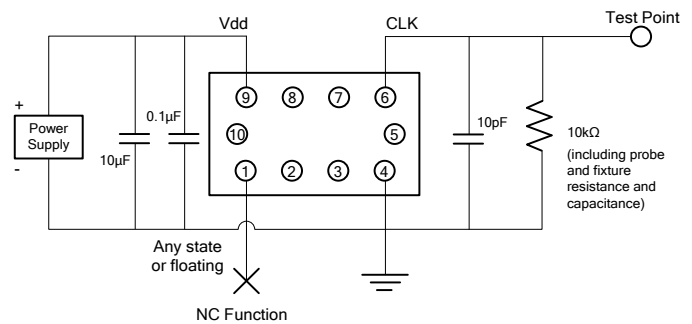 Vdd
CLK
Test Point
+
Power
Supply
-
10µF
0.1µF
9
8
7
6
10
5
1
2
3
4
10pF
10kΩ
(including probe
and fixture
resistance and
capacitance)
Any state
or floating
NC Function